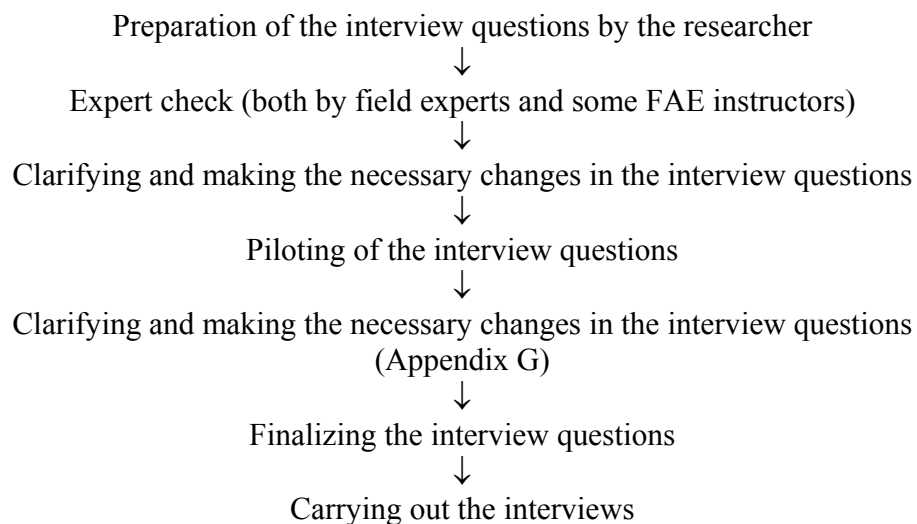 Preparation of the interview questions by the researcher
↓
Expert check (both by field experts and some FAE instructors)
↓
Clarifying and making the necessary changes in the interview questions
↓
Piloting of the interview questions
↓
Clarifying and making the necessary changes in the interview questions
(Appendix G)
↓
Finalizing the interview questions
↓
Carrying out the interviews